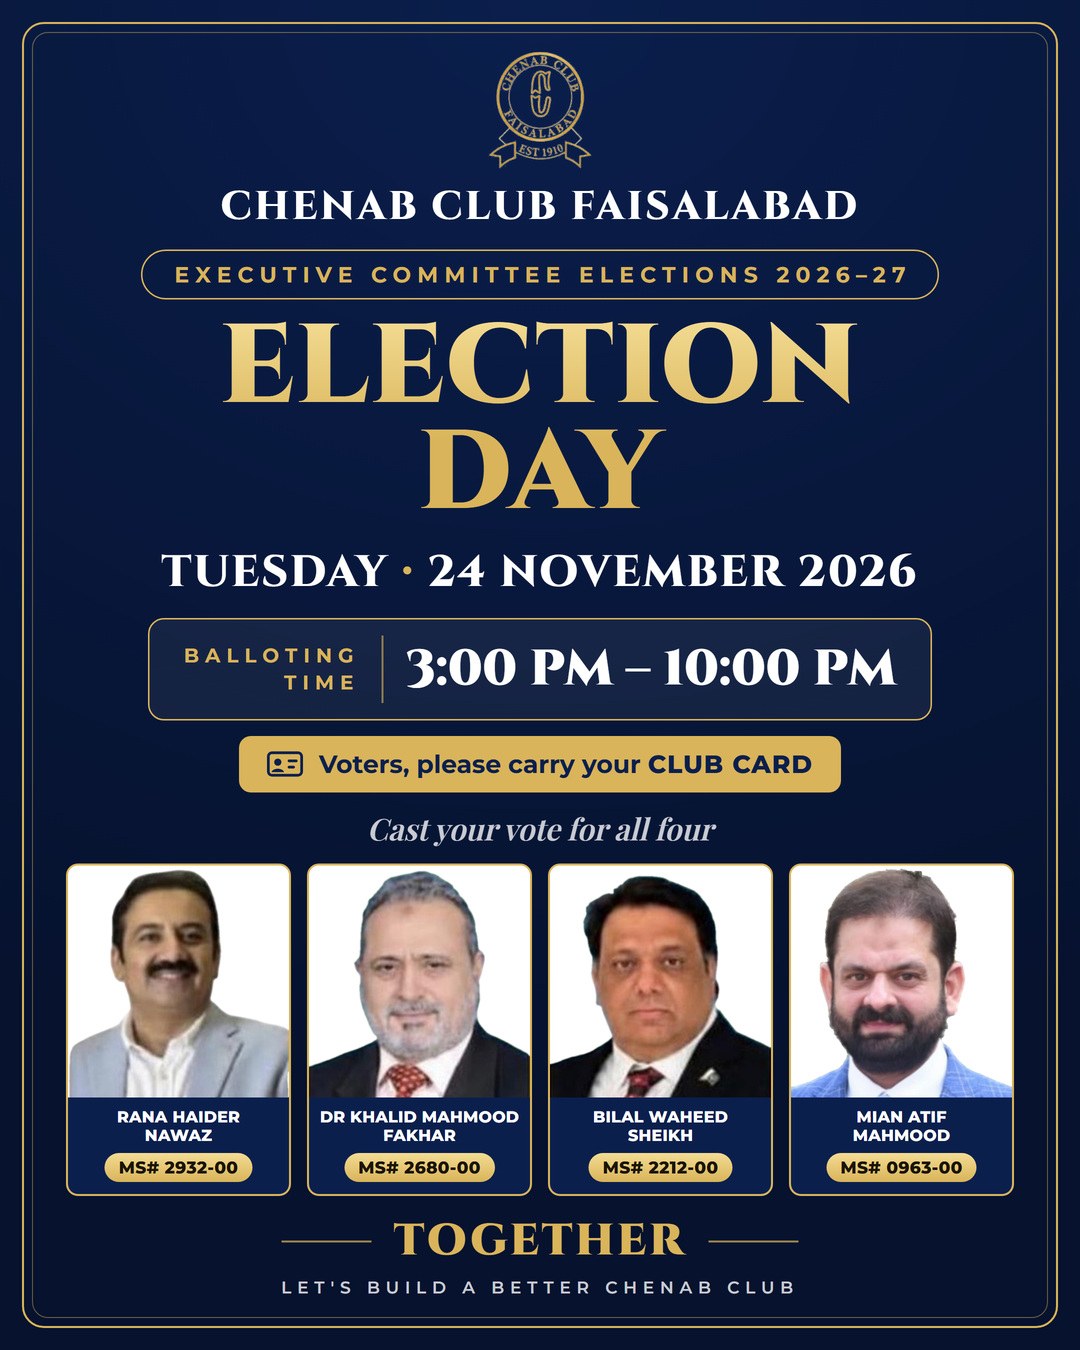 CHENAB CLUB
FAISALABAD
EST 1910
CHENAB CLUB FAISALABAD
EXECUTIVE COMMITTEE ELECTIONS 2026–27
ELECTION
DAY
TUESDAY · 24 NOVEMBER 2026
BALLOTING
TIME
3:00 PM – 10:00 PM
Voters, please carry your CLUB CARD
Cast your vote for all four
RANA HAIDER
NAWAZ
MS# 2932-00
DR KHALID MAHMOOD
FAKHAR
MS# 2680-00
BILAL WAHEED
SHEIKH
MS# 2212-00
MIAN ATIF
MAHMOOD
MS# 0963-00
TOGETHER
LET'S BUILD A BETTER CHENAB CLUB